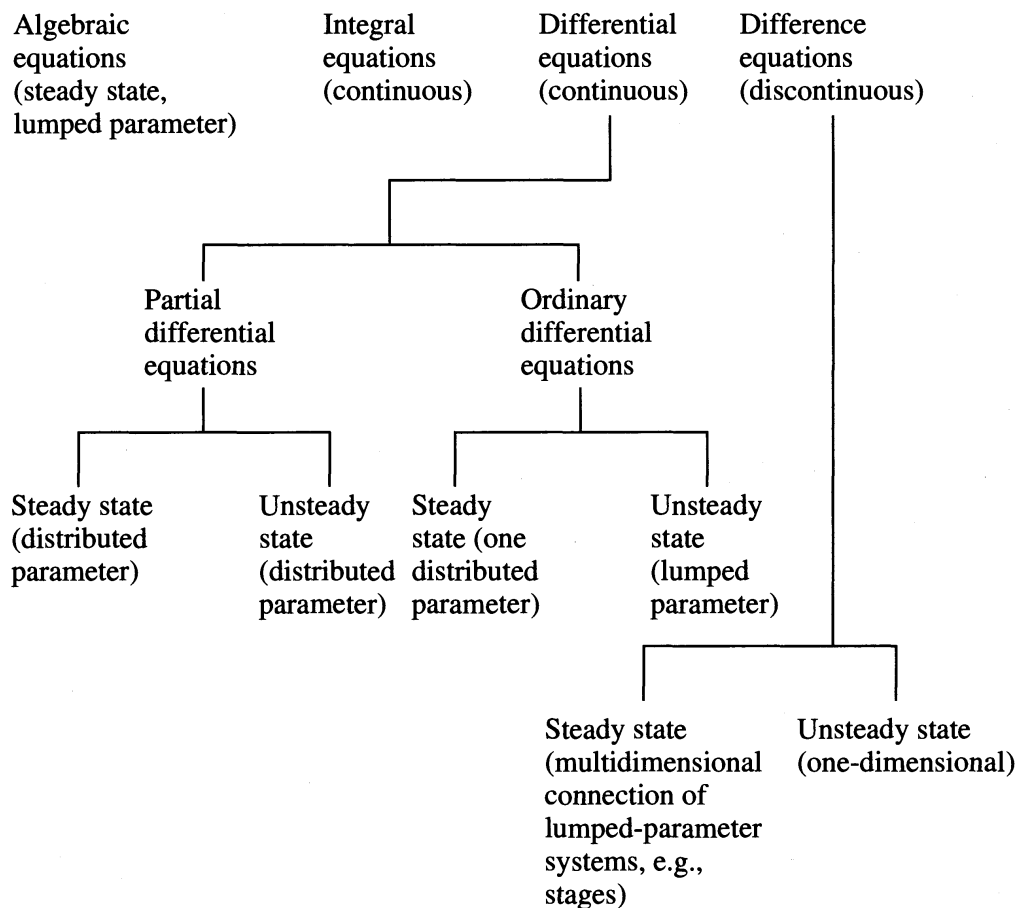 Algebraic
equations
(steady state,
lumped parameter)
Integral
equations
(continuous)
Differential
equations
(continuous)
Difference
equations
(discontinuous)
Partial
differential
equations
Ordinary
differential
equations
Steady state
(distributed
parameter)
Unsteady
state
(distributed
parameter)
Steady
state (one
distributed
parameter)
Unsteady
state
(lumped
parameter)
Steady state
(multidimensional
connection of
lumped-parameter
systems, e.g.,
stages)
Unsteady state
(one-dimensional)